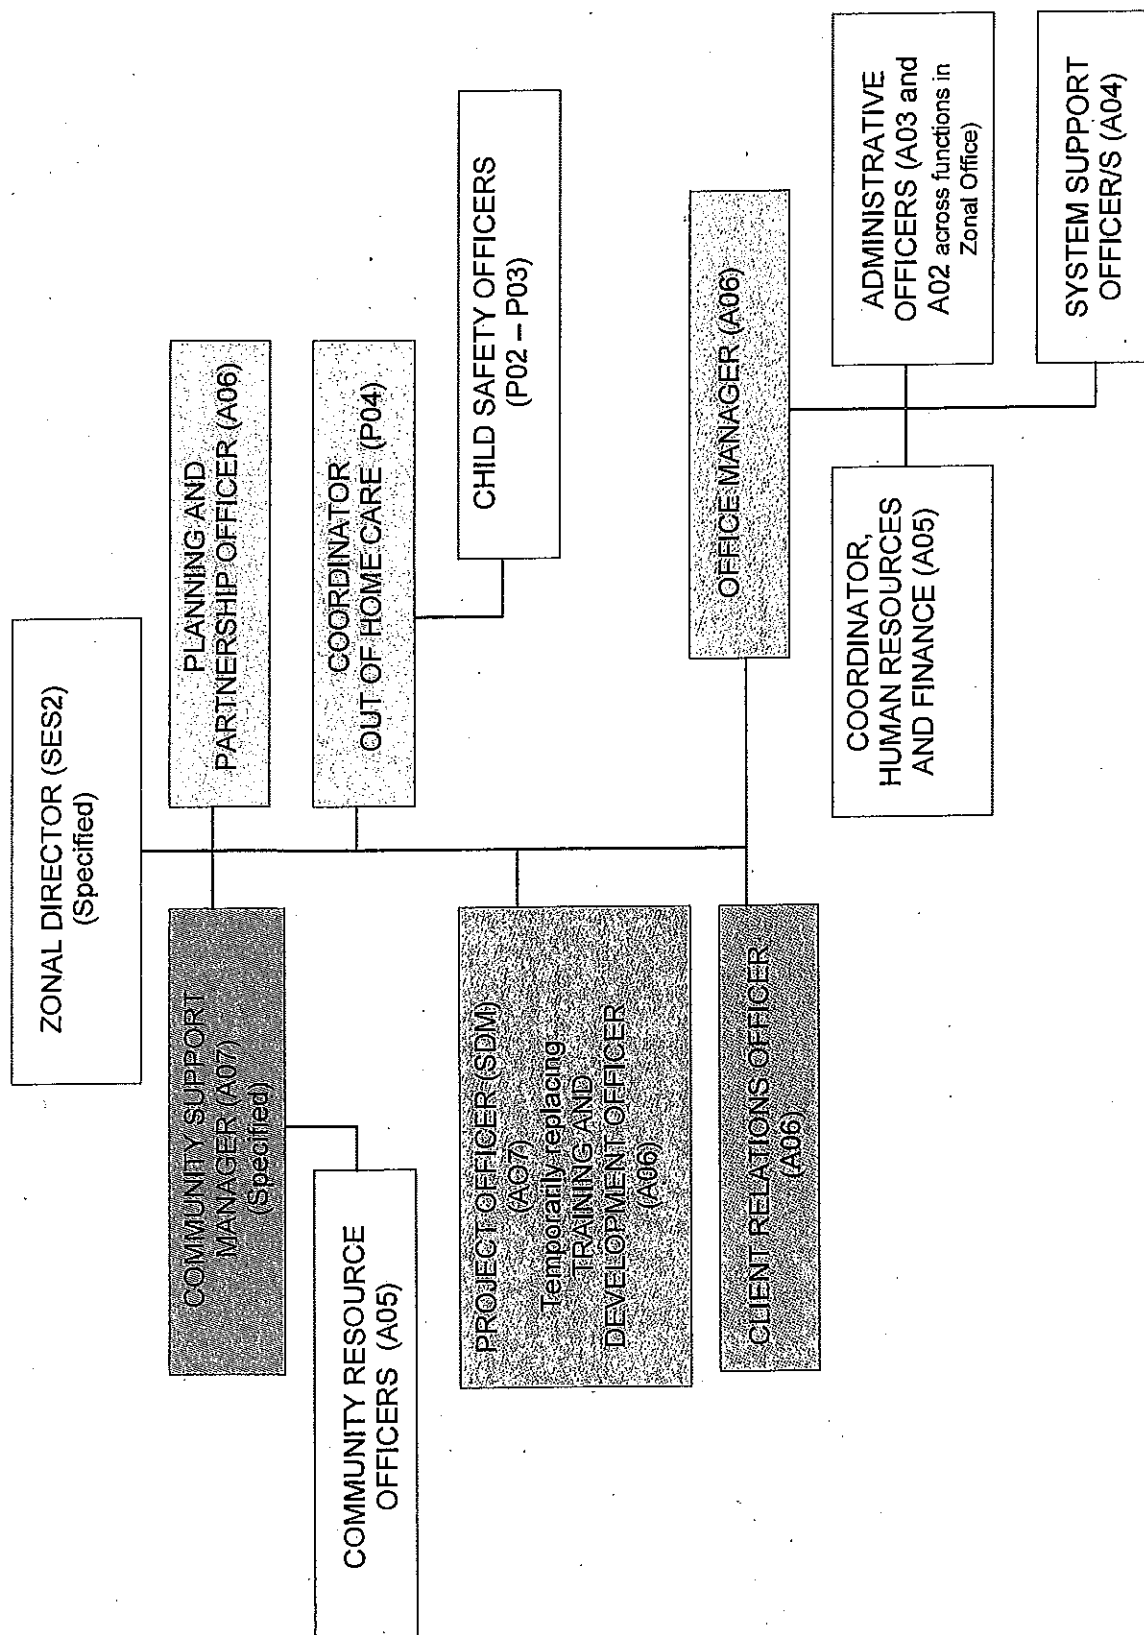 ZONAL DIRECTOR (SES2)
(Specified)
COMMUNITY SUPPORT
MANAGER (A07)
(Specified)
PLANNING AND
PARTNERSHIP OFFICER (A06)
COMMUNITY RESOURCE
OFFICERS (A05)
COORDINATOR
OUT OF HOME CARE (P04)
CHILD SAFETY OFFICERS
(P02 – P03)
PROJECT OFFICER (SDM)
(AO7)
Temporarily replacing
TRAINING AND
DEVELOPMENT OFFICER
(A06)
CLIENT RELATIONS OFFICER
(A06)
OFFICE MANAGER (A06)
COORDINATOR,
HUMAN RESOURCES
AND FINANCE (A05)
ADMINISTRATIVE
OFFICERS (A03 and
A02 across functions in
Zonal Office)
SYSTEM SUPPORT
OFFICER/S (A04)